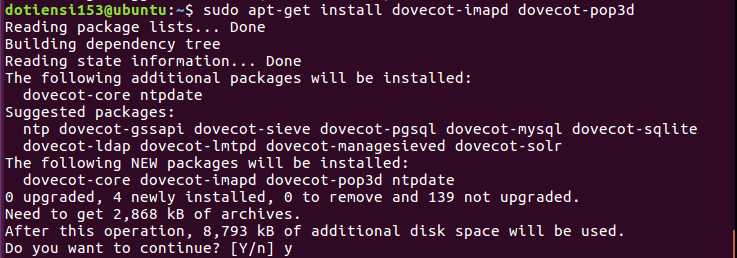 dotiensi153@ubuntu:~$ sudo apt-get install dovecot-imapd dovecot-pop3d
Reading package lists... Done
Building dependency tree
Reading state information... Done
The following additional packages will be installed:
  dovecot-core ntpdate
Suggested packages:
  ntp dovecot-gssapi dovecot-sieve dovecot-pgsql dovecot-mysql dovecot-sqlite
  dovecot-ldap dovecot-lmtpd dovecot-managesieved dovecot-solr
The following NEW packages will be installed:
  dovecot-core dovecot-imapd dovecot-pop3d ntpdate
0 upgraded, 4 newly installed, 0 to remove and 139 not upgraded.
Need to get 2,868 kB of archives.
After this operation, 8,793 kB of additional disk space will be used.
Do you want to continue? [Y/n] y